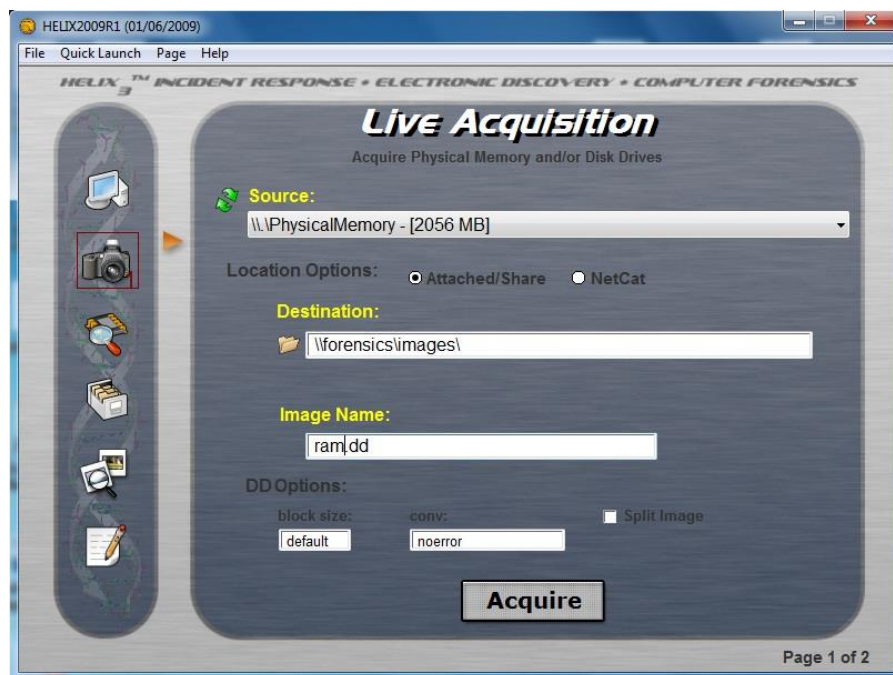 HELIX2009R1 (01/06/2009)
File Quick Launch Page Help
HELIX3™ INCIDENT RESPONSE • ELECTRONIC DISCOVERY • COMPUTER FORENSICS
Live Acquisition
Acquire Physical Memory and/or Disk Drives
Source:
\\.\PhysicalMemory - [2056 MB]
Location Options: Attached/Share NetCat
Destination:
\\forensics\images\
Image Name:
ram.dd
DD Options:
block size: conv: Split Image
default noerror
Acquire
Page 1 of 2